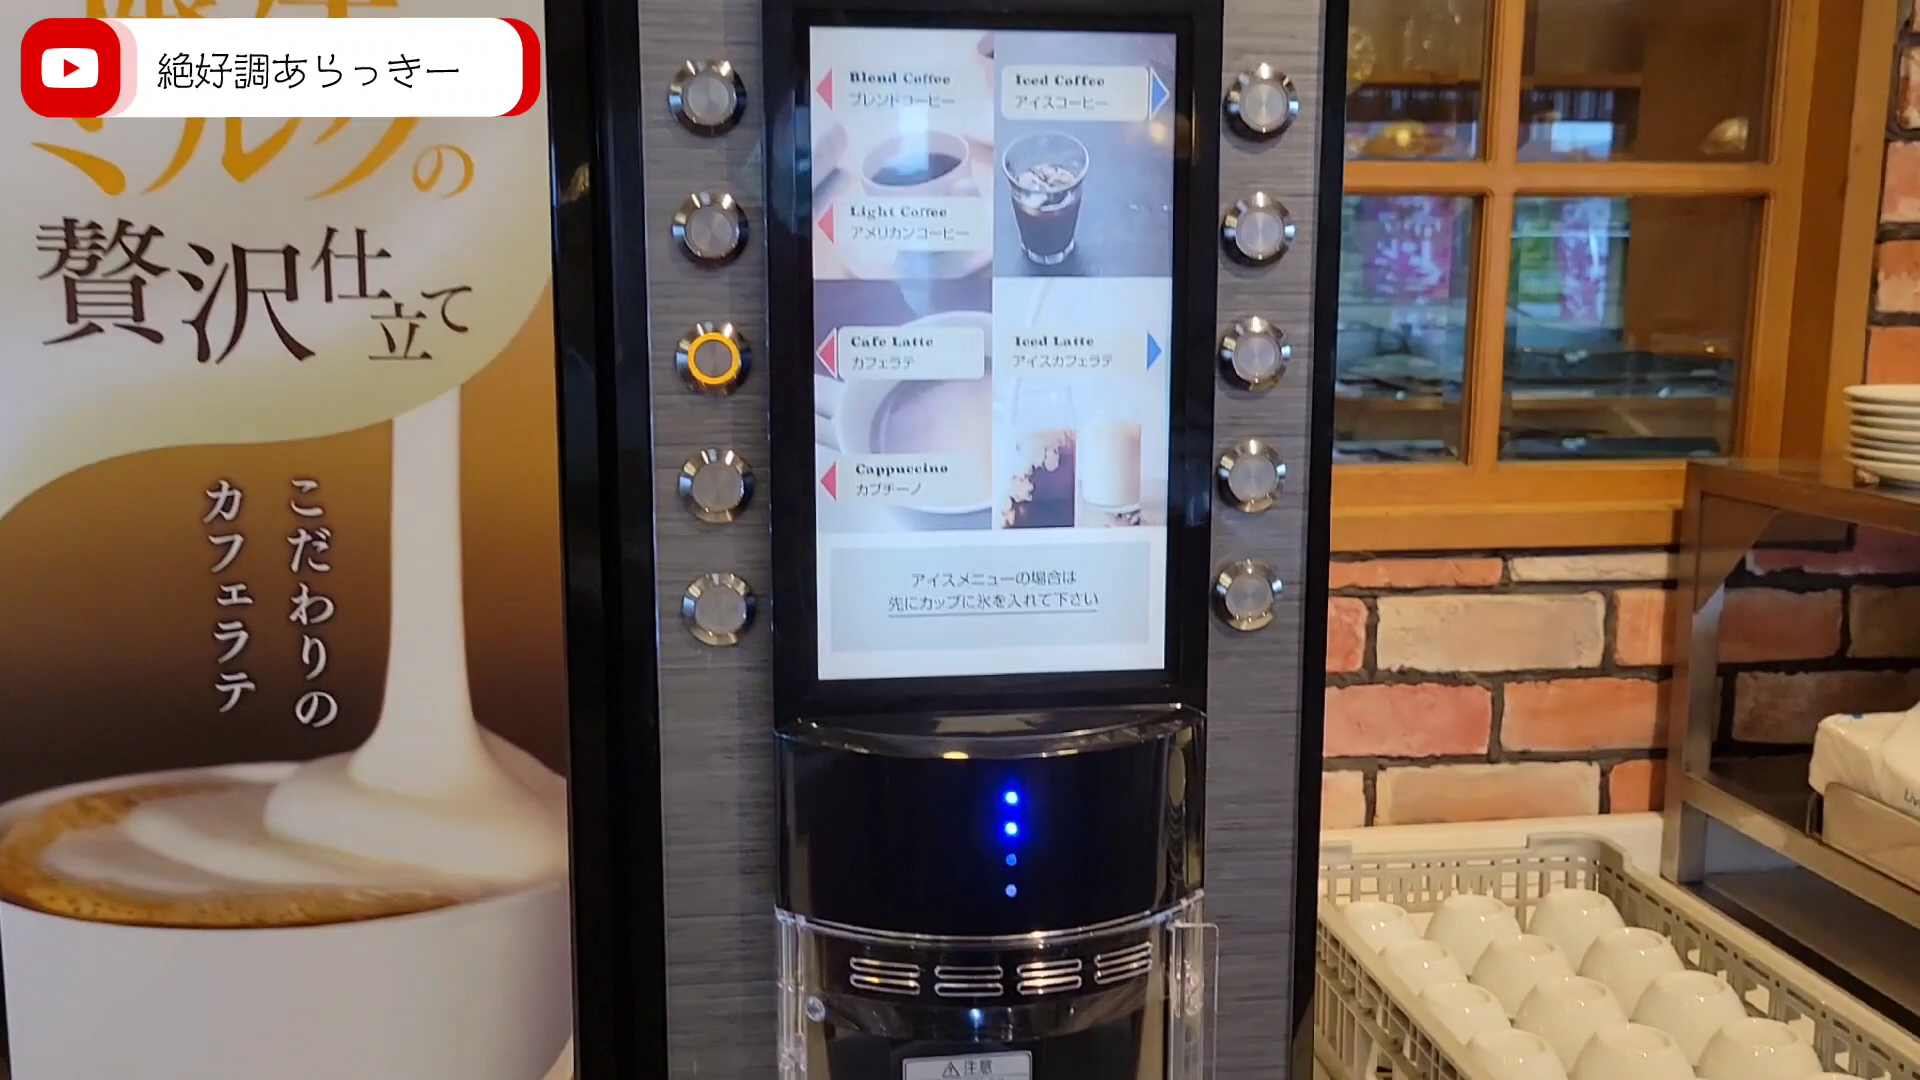 絶好調あらっきー
ミルクの
贅沢仕立て
こだわりの
カフェラテ
Blend Coffee
ブレンドコーヒー
Light Coffee
アメリカンコーヒー
Cafe Latte
カフェラテ
Cappuccino
カプチーノ
Iced Coffee
アイスコーヒー
Iced Latte
アイスカフェラテ
アイスメニューの場合は
先にカップに氷を入れて下さい
注意